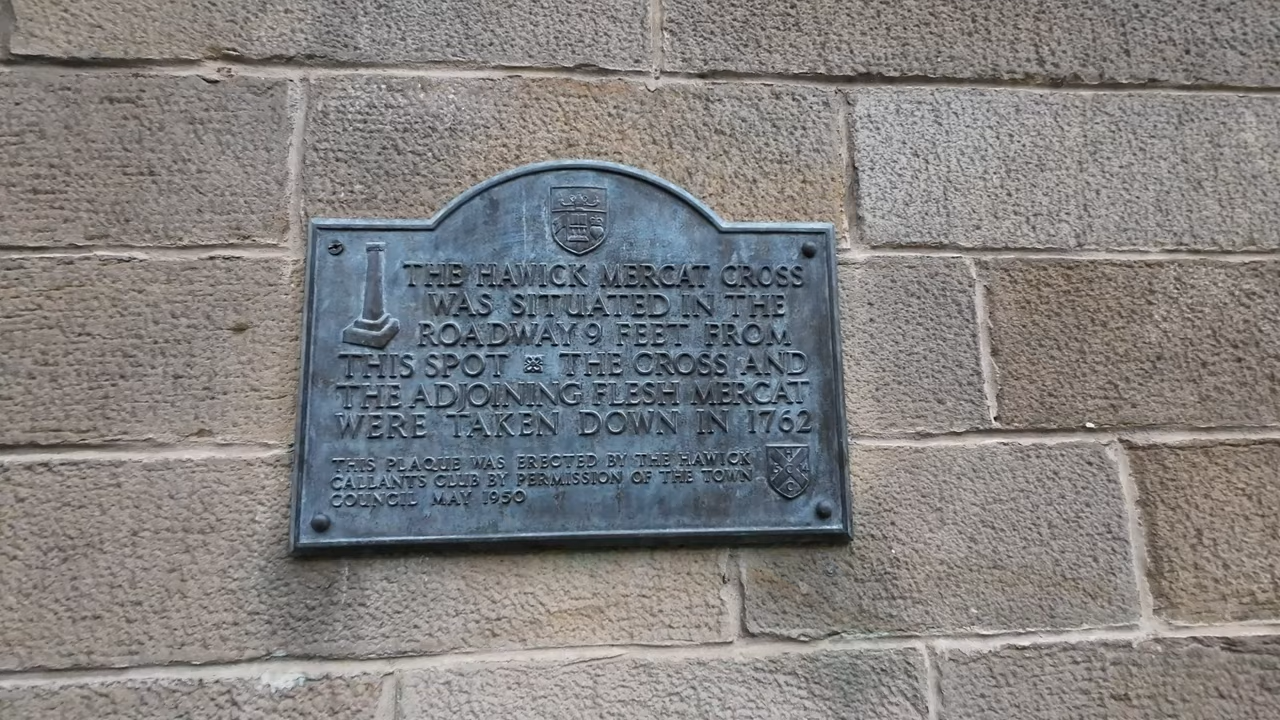 THE HAWICK MERCAT CROSS
WAS SITUATED IN THE
ROADWAY 9 FEET FROM
THIS SPOT THE CROSS AND
THE ADJOINING FLESH MERCAT
WERE TAKEN DOWN IN 1762
THIS PLAQUE WAS ERECTED BY THE HAWICK
CALLANTS CLUB BY PERMISSION OF THE TOWN
COUNCIL MAY 1950